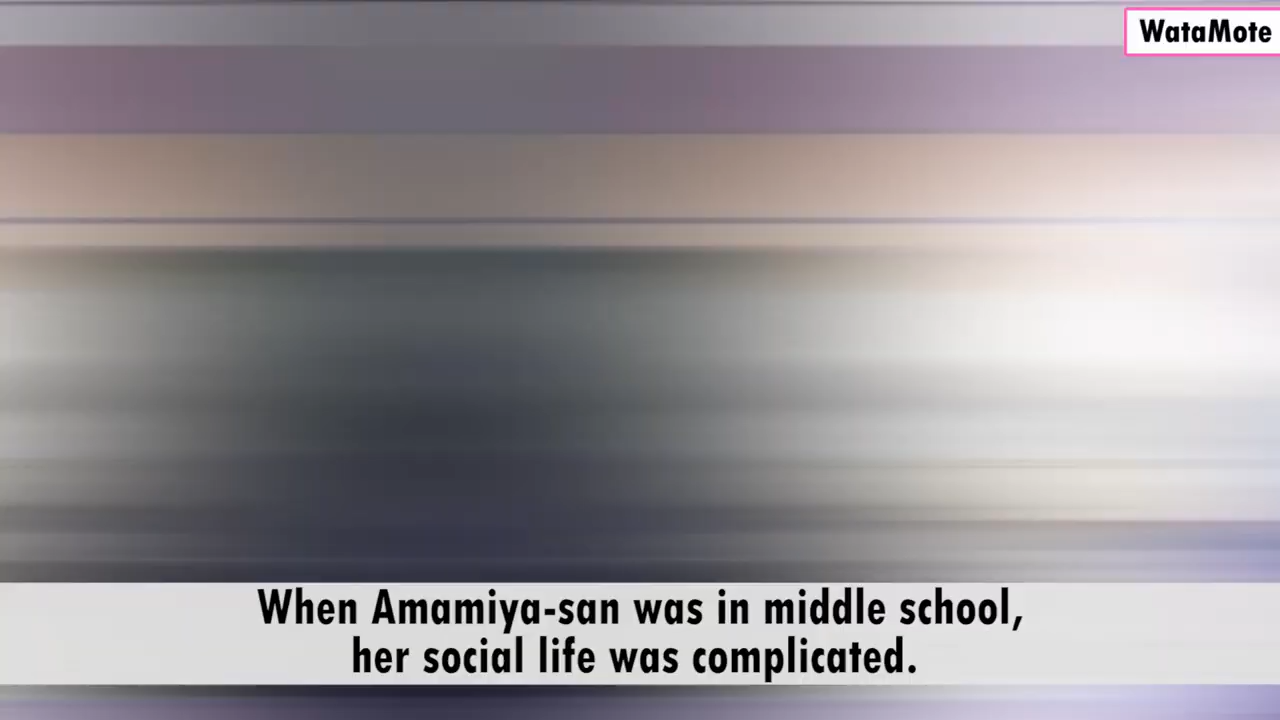 WataMote
When Amamiya-san was in middle school,
her social life was complicated.